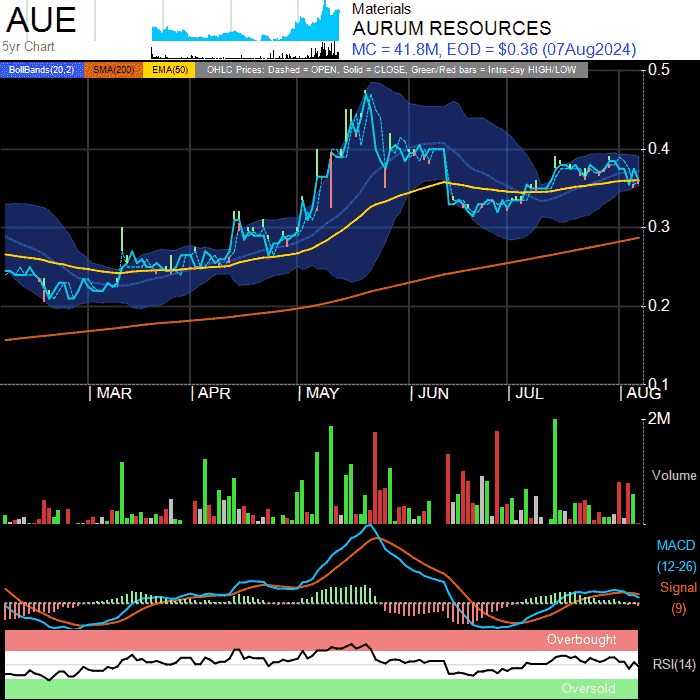 AUE
5yr Chart
Materials
AURUM RESOURCES
MC = 41.8M, EOD = $0.36 (07Aug2024)
BollBands(20,2) SMA(200) EMA(50) OHLC Prices: Dashed = OPEN, Solid = CLOSE, Green/Red bars = Intra-day HIGH/LOW
0.5
0.4
0.3
0.2
0.1
| MAR | APR | MAY | JUN | JUL | AUG
2M
Volume
MACD
(12-26)
Signal
(9)
Overbought
RSI(14)
Oversold